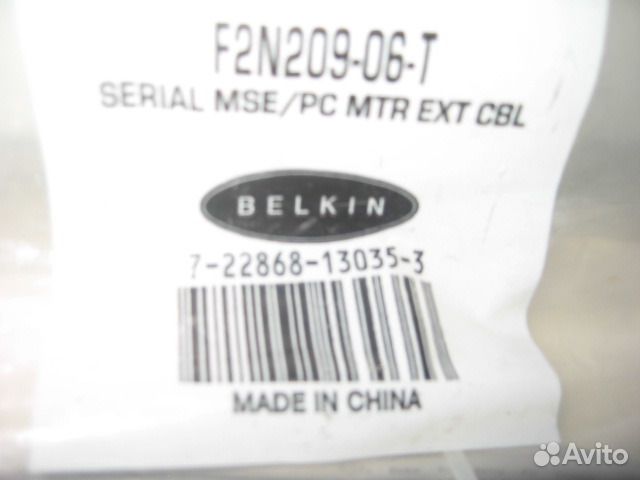 F2N209-06-T
SERIAL MSE/PC MTR EXT CBL
BELKIN
7-22868-13035-3
MADE IN CHINA
Avito